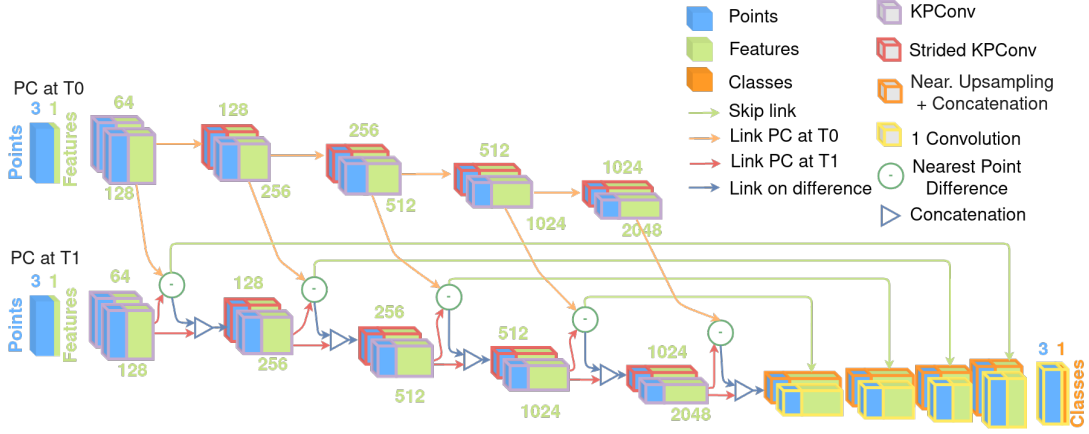 Points
Features
Classes
Skip link
Link PC at T0
Link PC at T1
Link on difference
KPConv
Strided KPConv
Near. Upsampling
+ Concatenation
1 Convolution
Nearest Point
Difference
Concatenation
PC at T0
3 1
Points
Features
64
128
128
256
256
512
512
1024
1024
2048
PC at T1
3 1
Points
Features
64
128
128
256
256
512
512
1024
1024
2048
-
-
-
-
-
-
3 1
Classes